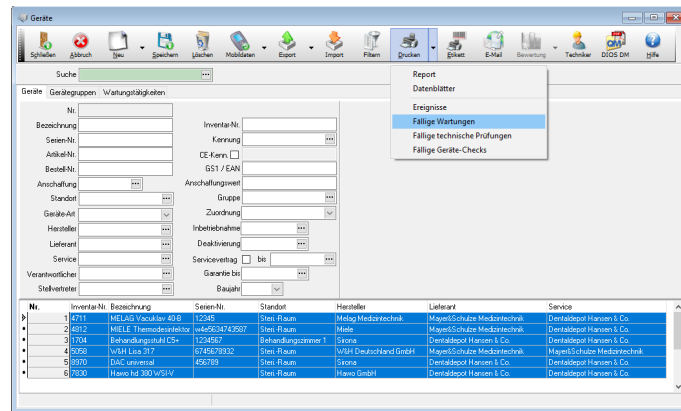 Geräte
Schließen Abbruch Neu Speichern Löschen Mobildaten Export Import Filtern Drucken Etikett E-Mail Bewertung Techniker DIOS DM Hilfe
Suche
Report
Datenblätter
Ereignisse
Fällige Wartungen
Fällige technische Prüfungen
Fällige Geräte-Checks
Geräte Gerätegruppen Wartungstätigkeiten
Nr.
Bezeichnung Inventar-Nr.
Serien-Nr. Kennung
Artikel-Nr. CE-Kenn.
Bestell-Nr. GS1 / EAN
Anschaffung Anschaffungswert
Standort Gruppe
Geräte-Art Zuordnung
Hersteller Inbetriebnahme
Lieferant Deaktivierung
Service Servicevertrag bis
Verantwortlicher Garantie bis
Stellvertreter Baujahr
Nr. Inventar-Nr. Bezeichnung Serien-Nr. Standort Hersteller Lieferant Service
1 4711 MELAG Vacuklav 40-B 12345 Steri.-Raum Melag Medizintechnik Mayer&Schulze Medizintechnik Dentaldepot Hansen & Co.
2 4812 MIELE Thermodesinfektor w4e5634743587 Steri.-Raum Miele Mayer&Schulze Medizintechnik Dentaldepot Hansen & Co.
3 1704 Behandlungsstuhl C5+ 1234567 Behandlungszimmer 1 Sirona Dentaldepot Hansen & Co. Dentaldepot Hansen & Co.
4 5058 W&H Lisa 317 6745678932 Steri.-Raum W&H Deutschland GmbH Mayer&Schulze Medizintechnik Mayer&Schulze Medizintechnik
5 8970 DAC universal 456789 Steri.-Raum Sirona Dentaldepot Hansen & Co. Dentaldepot Hansen & Co.
6 7830 Hawo hd 380 WSI-V Steri.-Raum Hawo GmbH Dentaldepot Hansen & Co. Dentaldepot Hansen & Co.